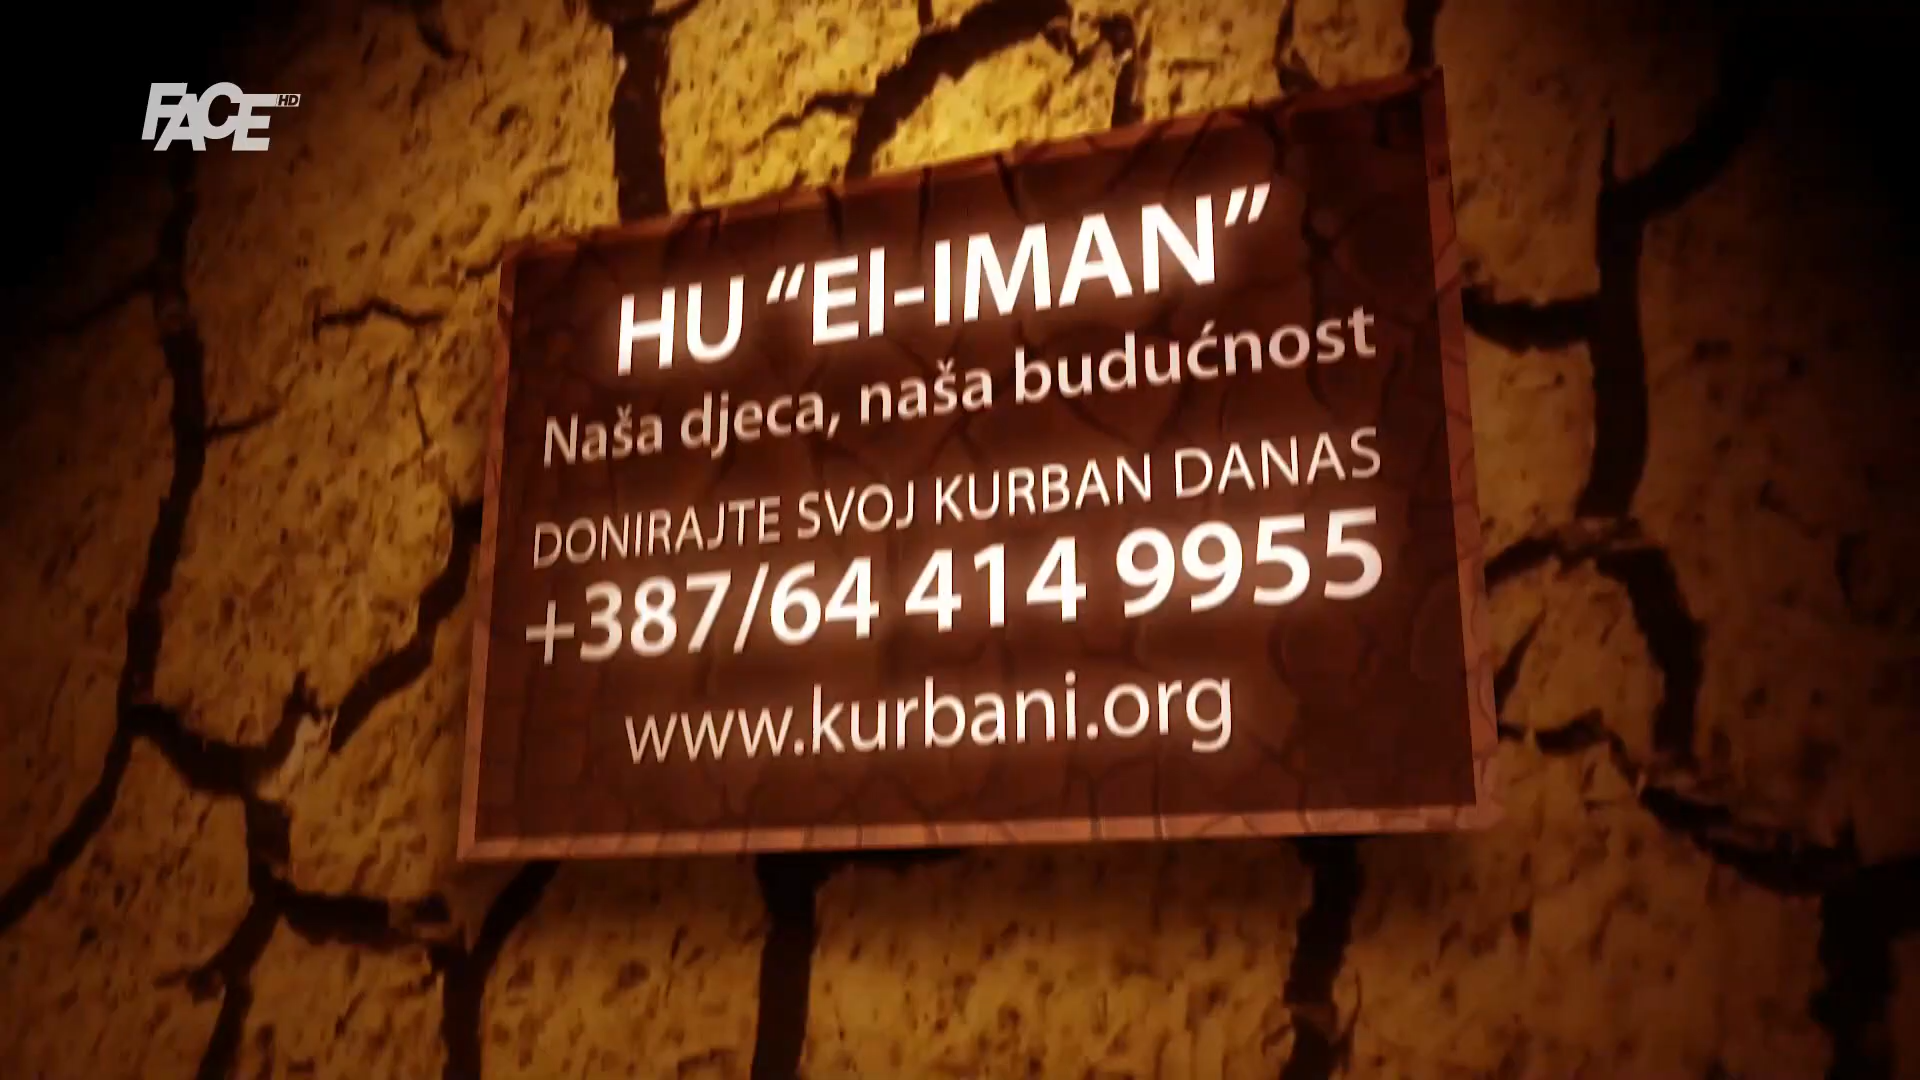 FACE HD
HU “El-IMAN”
Naša djeca, naša budućnost
DONIRAJTE SVOJ KURBAN DANAS
+387/64 414 9955
www.kurbani.org